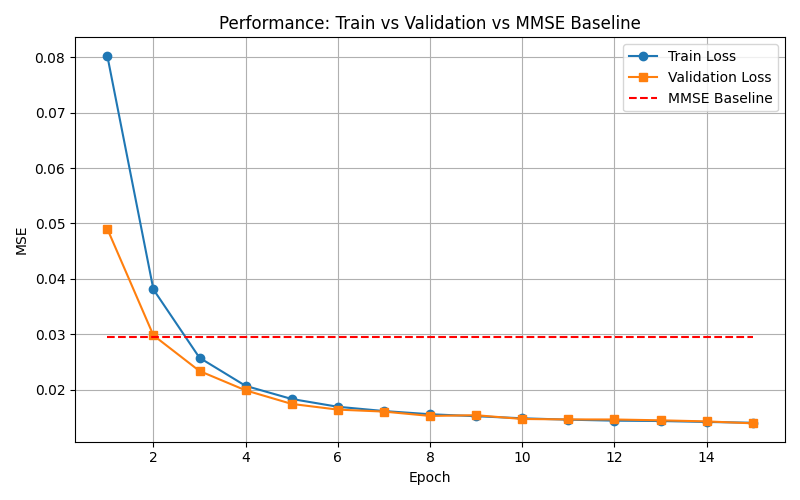 Performance: Train vs Validation vs MMSE Baseline
Train Loss
Validation Loss
MMSE Baseline
MSE
0.08
0.07
0.06
0.05
0.04
0.03
0.02
2 4 6 8 10 12 14
Epoch